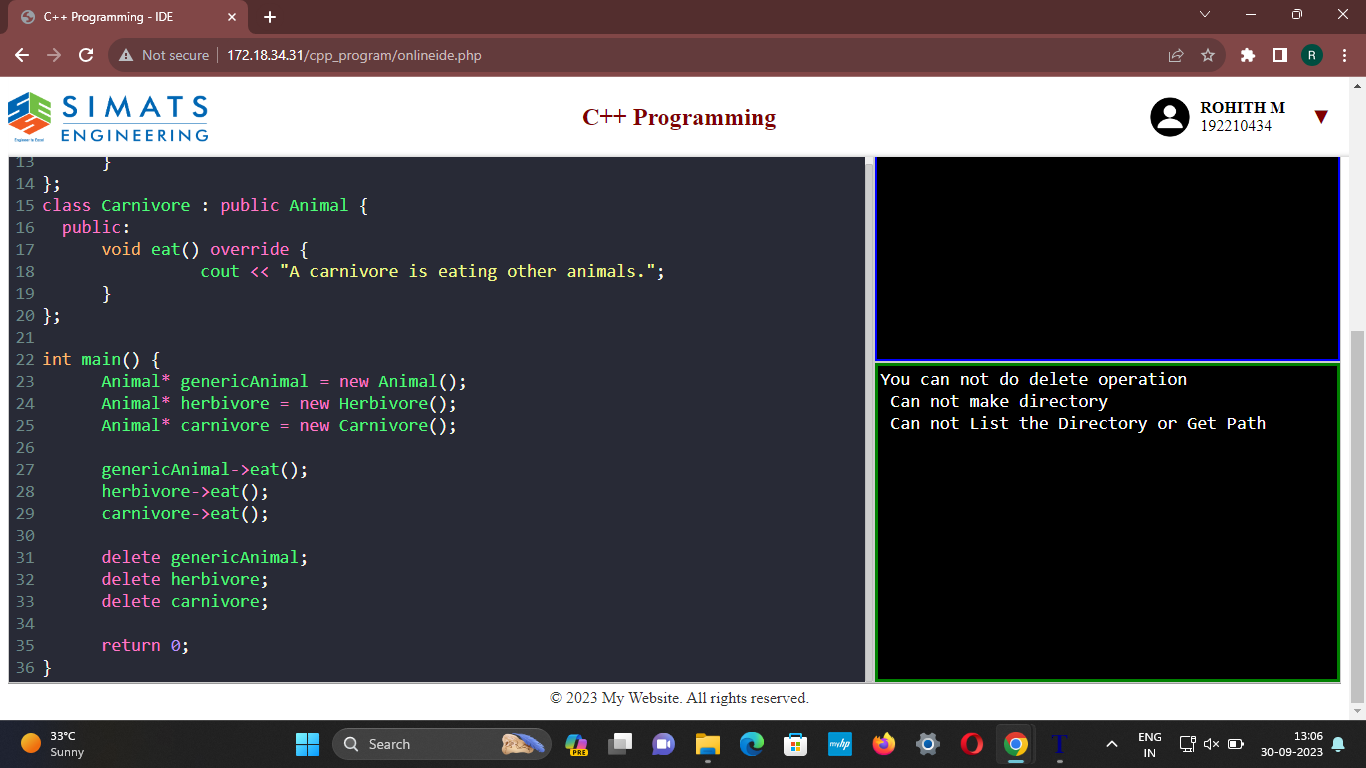 C++ Programming - IDE
Not secure
172.18.34.31/cpp_program/onlineide.php
R
SIMATS
ENGINEERING
Engineer to Excel
C++ Programming
ROHITH M
192210434
13 }
14 };
15 class Carnivore : public Animal {
16 public:
17 void eat() override {
18 cout << "A carnivore is eating other animals.";
19 }
20 };
21
22 int main() {
23 Animal* genericAnimal = new Animal();
24 Animal* herbivore = new Herbivore();
25 Animal* carnivore = new Carnivore();
26
27 genericAnimal->eat();
28 herbivore->eat();
29 carnivore->eat();
30
31 delete genericAnimal;
32 delete herbivore;
33 delete carnivore;
34
35 return 0;
36 }
You can not do delete operation
Can not make directory
Can not List the Directory or Get Path
© 2023 My Website. All rights reserved.
33°C
Sunny
Search
PRE
myhp
T
ENG
IN
13:06
30-09-2023